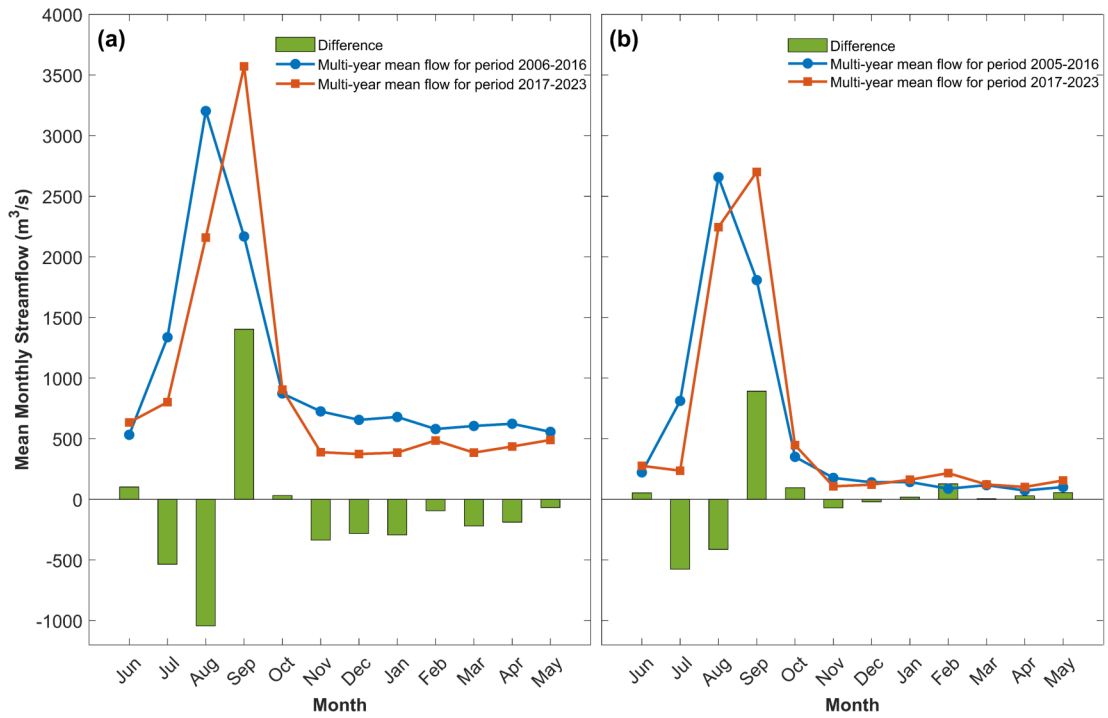 (a)
Difference
Multi-year mean flow for period 2006-2016
Multi-year mean flow for period 2017-2023
(b)
Difference
Multi-year mean flow for period 2005-2016
Multi-year mean flow for period 2017-2023
Mean Monthly Streamflow (m³/s)
4000
3500
3000
2500
2000
1500
1000
500
0
-500
-1000
Jun Jul Aug Sep Oct Nov Dec Jan Feb Mar Apr May
Month
Jun Jul Aug Sep Oct Nov Dec Jan Feb Mar Apr May
Month